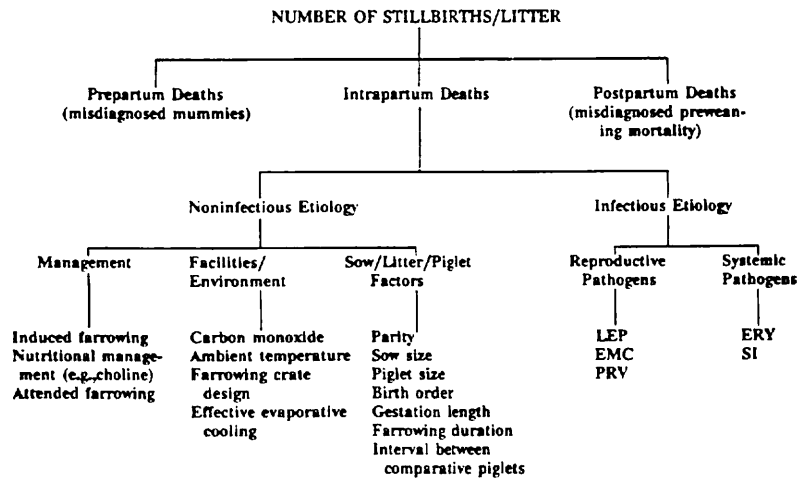 NUMBER OF STILLBIRTHS/LITTER
Prepartum Deaths
(misdiagnosed mummies)
Intrapartum Deaths
Postpartum Deaths
(misdiagnosed prewean-
ing mortality)
Noninfectious Etiology
Infectious Etiology
Management
Facilities/
Environment
Sow/Litter/Piglet
Factors
Reproductive
Pathogens
Systemic
Pathogens
Induced farrowing
Nutritional manage-
ment (e.g.,choline)
Attended farrowing
Carbon monoxide
Ambient temperature
Farrowing crate
design
Effective evaporative
cooling
Parity
Sow size
Piglet size
Birth order
Gestation length
Farrowing duration
Interval between
comparative piglets
LEP
EMC
PRV
ERY
SI